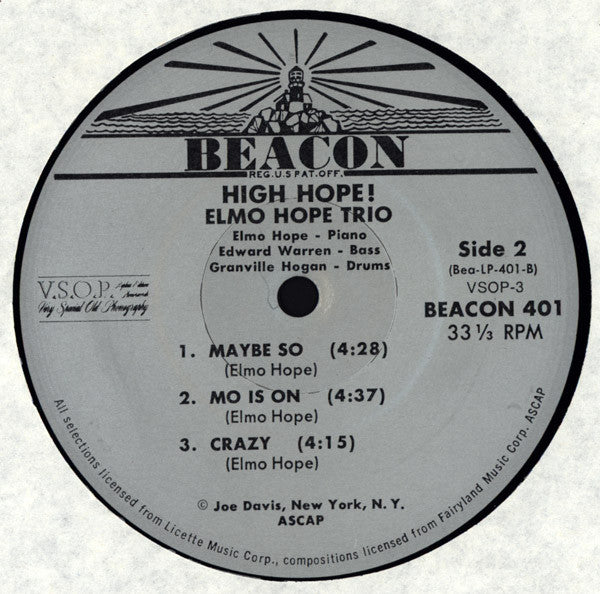 BEACON
REG. U.S PAT. OFF.
HIGH HOPE!
ELMO HOPE TRIO
Elmo Hope - Piano
Edward Warren - Bass
Granville Hogan - Drums
Side 2
(Bea-LP-401-B)
VSOP-3
BEACON 401
33 1/3 RPM
V.S.O.P.
Very Special Old Phonography
1. MAYBE SO (4:28)
(Elmo Hope)
2. MO IS ON (4:37)
(Elmo Hope)
3. CRAZY (4:15)
(Elmo Hope)
© Joe Davis, New York, N. Y.
ASCAP
All selections licensed from Licette Music Corp., compositions licensed from Fairyland Music Corp. ASCAP